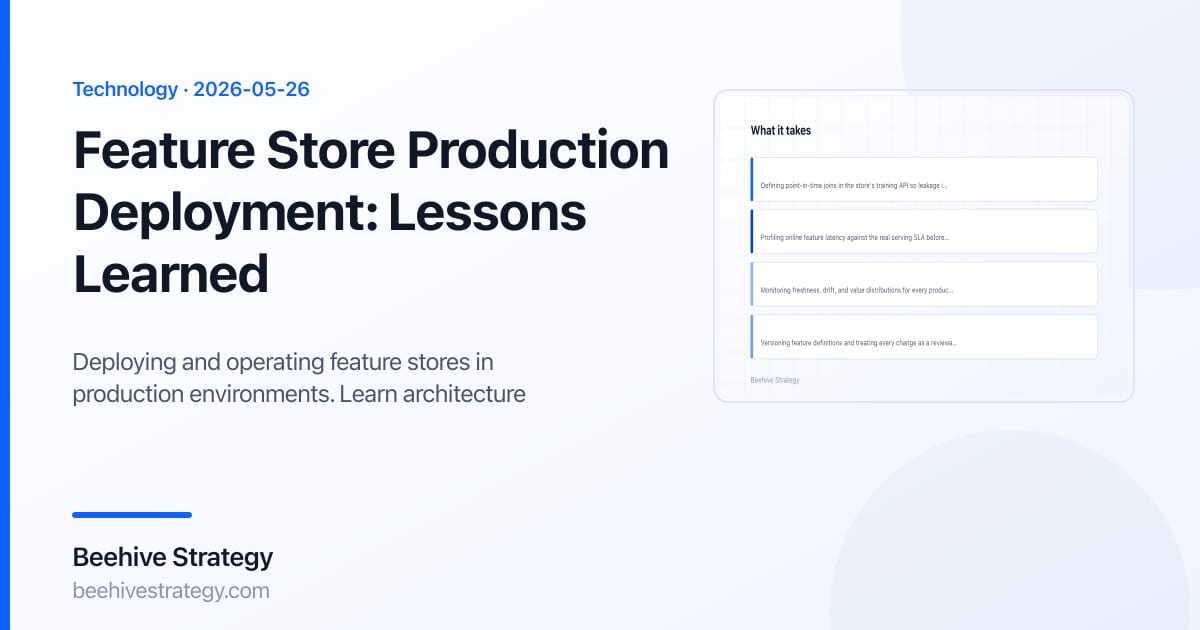 Technology · 2026-05-26
Feature Store Production
Deployment: Lessons
Learned
Deploying and operating feature stores in
production environments. Learn architecture
Beehive Strategy
beehivestrategy.com
What it takes
Defining point-in-time joins in the store's training API so leakage i...
Profiling online feature latency against the real serving SLA before...
Monitoring freshness, drift, and value distributions for every produc...
Versioning feature definitions and treating every change as a reviewa...
Beehive Strategy